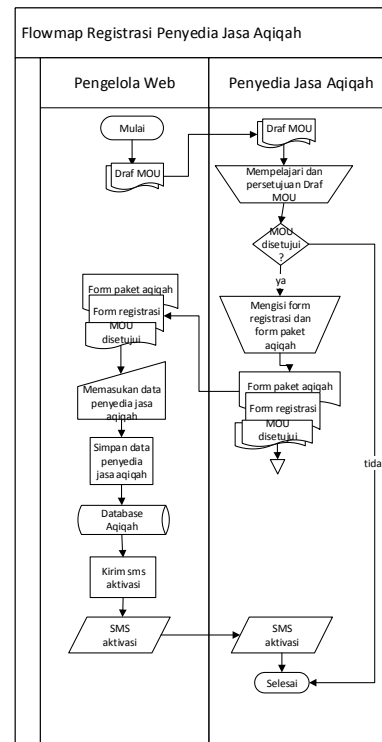 Flowmap Registrasi Penyedia Jasa Aqiqah
Pengelola Web
Penyedia Jasa Aqiqah
Mulai
Draf MOU
Draf MOU
Mempelajari dan
persetujuan Draf
MOU
MOU
disetujui
?
ya
tida
Mengisi form
registrasi dan
form paket
aqiqah
Form paket aqiqah
Form registrasi
MOU
disetujui
Form paket aqiqah
Form registrasi
MOU
disetujui
Memasukan data
penyedia jasa
aqiqah
Simpan data
penyedia
jasa aqiqah
Database
Aqiqah
Kirim sms
aktivasi
SMS
aktivasi
SMS
aktivasi
Selesai